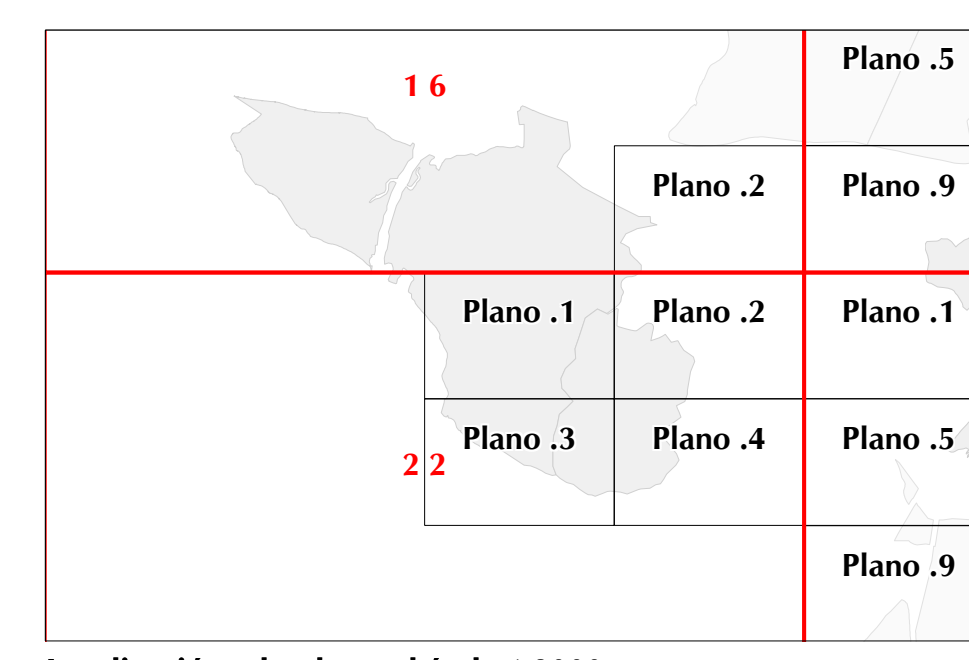 Plano .5
1 6
Plano .2 Plano .9
Plano .1 Plano .2 Plano .1
Plano .3 Plano .4 Plano .5
2 2
Plano .9